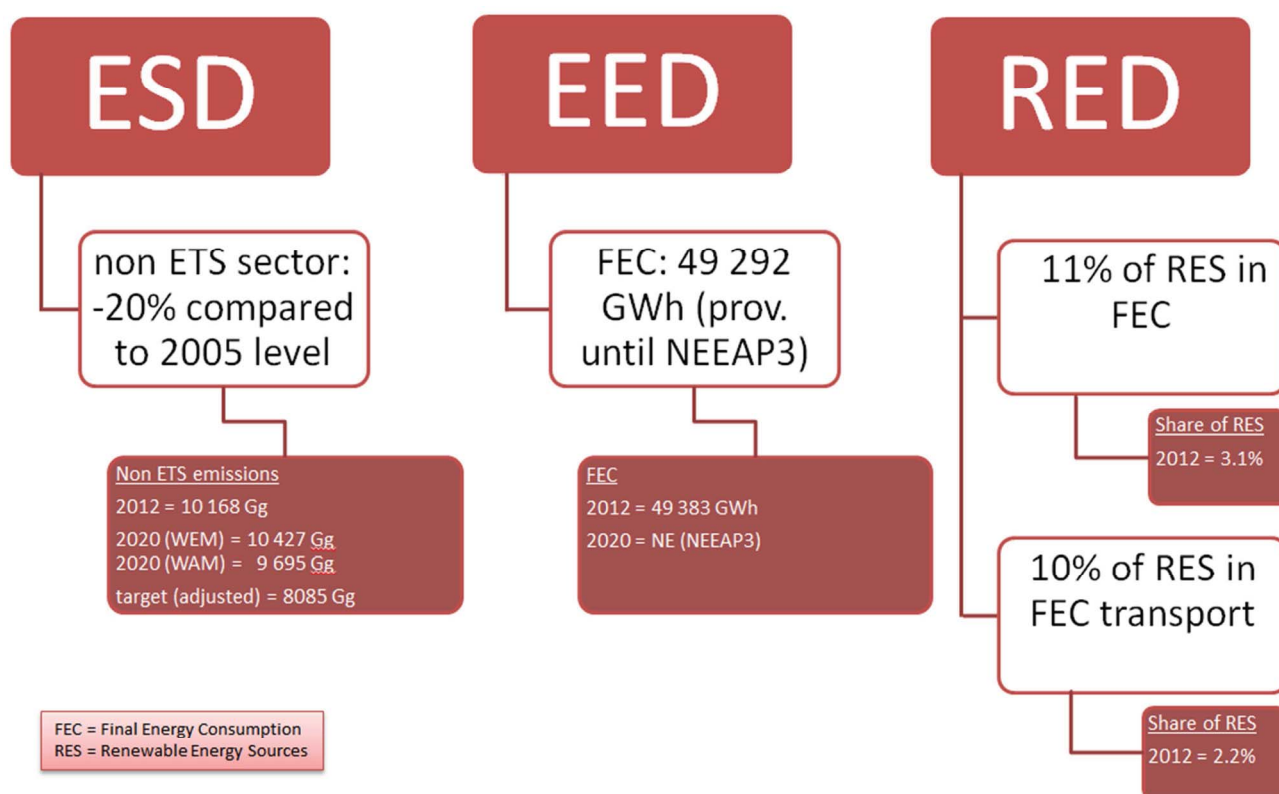 ESD
non ETS sector:
-20% compared
to 2005 level
Non ETS emissions
2012 = 10 168 Gg
2020 (WEM) = 10 427 Gg
2020 (WAM) =   9 695 Gg
target (adjusted) = 8085 Gg
EED
FEC: 49 292
GWh (prov.
until NEEAP3)
FEC
2012 = 49 383 GWh
2020 = NE (NEEAP3)
RED
11% of RES in
FEC
Share of RES
2012 = 3.1%
10% of RES in
FEC transport
Share of RES
2012 = 2.2%
FEC = Final Energy Consumption
RES = Renewable Energy Sources